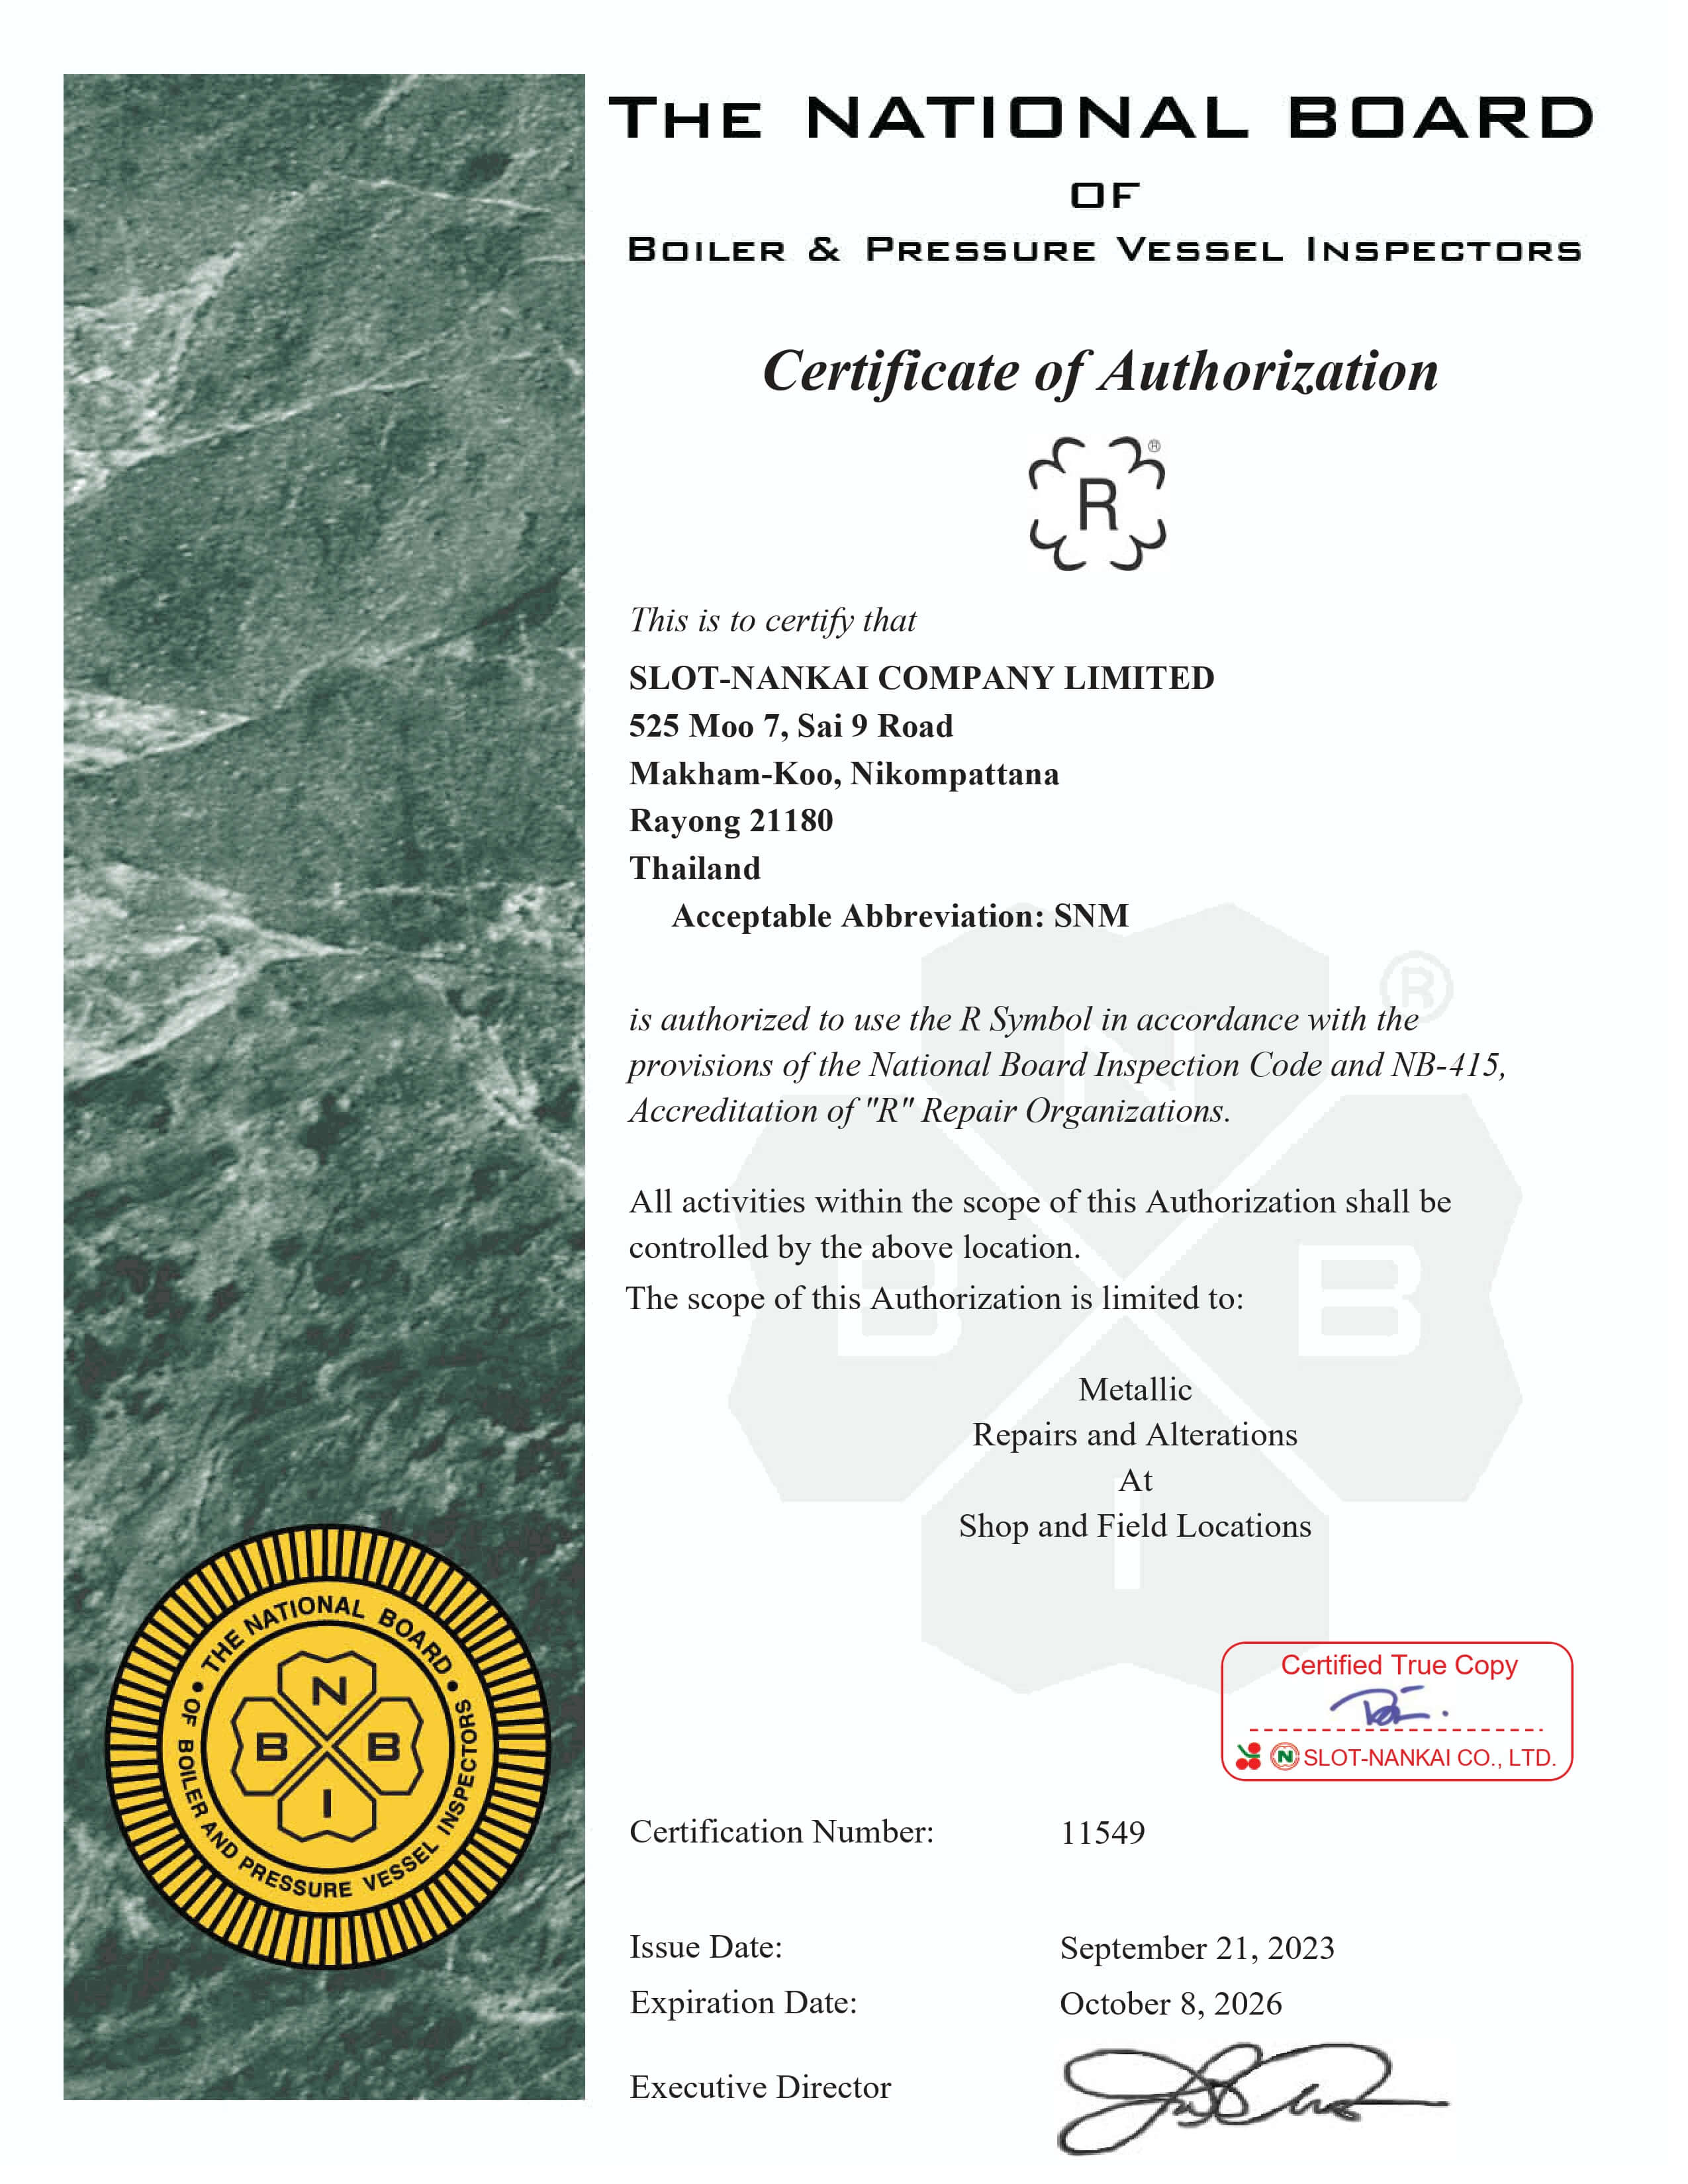 THE NATIONAL BOARD
OF
BOILER & PRESSURE VESSEL INSPECTORS
Certificate of Authorization
R ®
This is to certify that
SLOT-NANKAI COMPANY LIMITED
525 Moo 7, Sai 9 Road
Makham-Koo, Nikompattana
Rayong 21180
Thailand
Acceptable Abbreviation: SNM
is authorized to use the R Symbol in accordance with the
provisions of the National Board Inspection Code and NB-415,
Accreditation of "R" Repair Organizations.
All activities within the scope of this Authorization shall be
controlled by the above location.
The scope of this Authorization is limited to:
Metallic
Repairs and Alterations
At
Shop and Field Locations
N
B B
I
®
THE NATIONAL BOARD
OF BOILER AND PRESSURE VESSEL INSPECTORS
N
B B
I
Certified True Copy
N SLOT-NANKAI CO., LTD.
Certification Number: 11549
Issue Date: September 21, 2023
Expiration Date: October 8, 2026
Executive Director